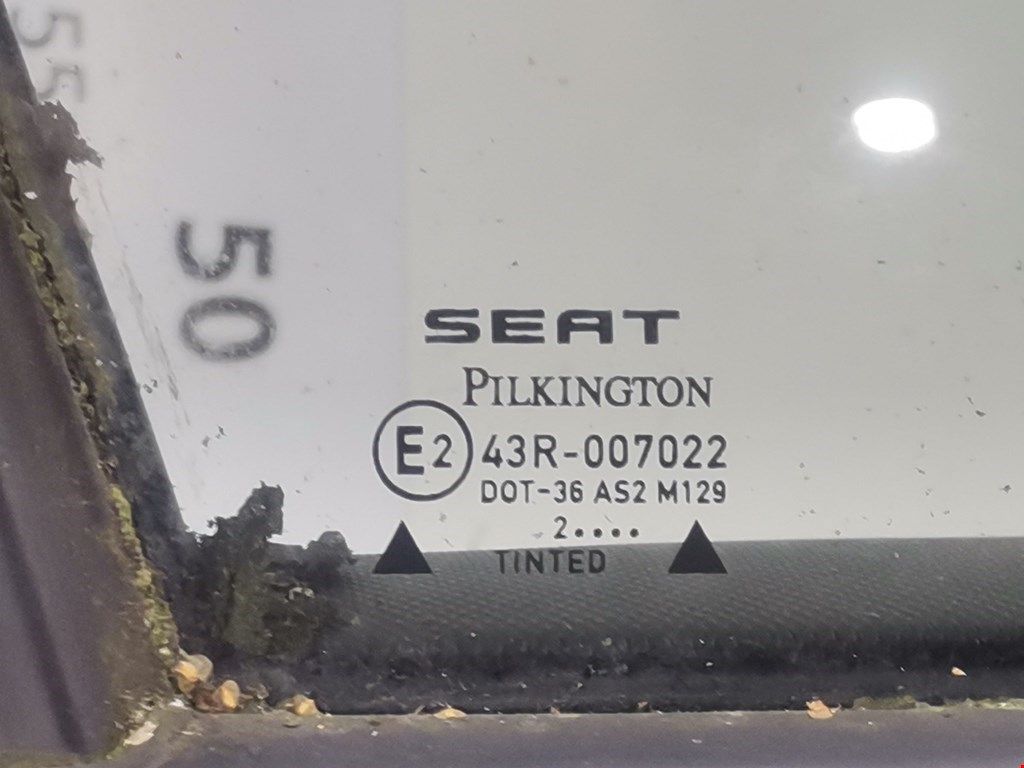 55
50
SEAT
PILKINGTON
E2 43R-007022
DOT-36 AS2 M129
2....
TINTED